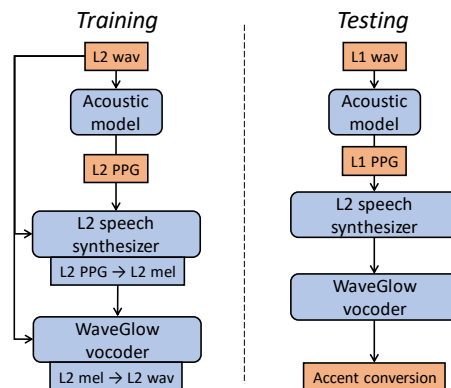 Training
L2 wav
Acoustic
model
L2 PPG
L2 speech
synthesizer
L2 PPG → L2 mel
WaveGlow
vocoder
L2 mel → L2 wav
Testing
L1 wav
Acoustic
model
L1 PPG
L2 speech
synthesizer
WaveGlow
vocoder
Accent conversion